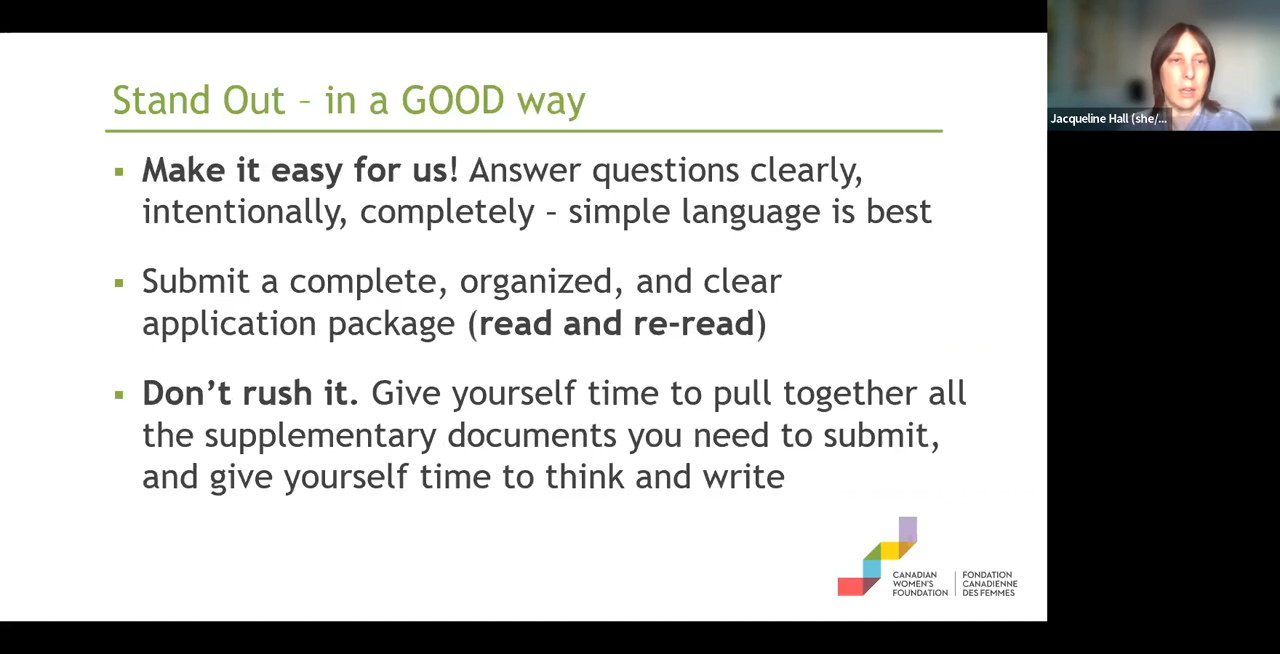 Stand Out – in a GOOD way
Make it easy for us! Answer questions clearly,
intentionally, completely – simple language is best
Submit a complete, organized, and clear
application package (read and re-read)
Don’t rush it. Give yourself time to pull together all
the supplementary documents you need to submit,
and give yourself time to think and write
CANADIAN
WOMEN'S
FOUNDATION
FONDATION
CANADIENNE
DES FEMMES
Jacqueline Hall (she/...